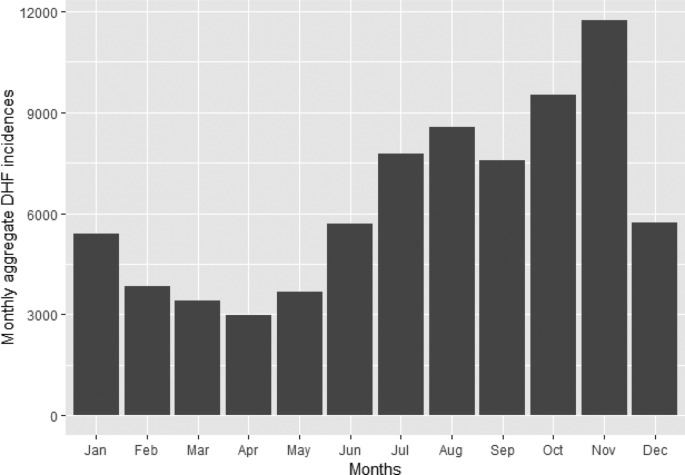 Monthly aggregate DHF incidences
12000
9000
6000
3000
0
Jan Feb Mar Apr May Jun Jul Aug Sep Oct Nov Dec
Months